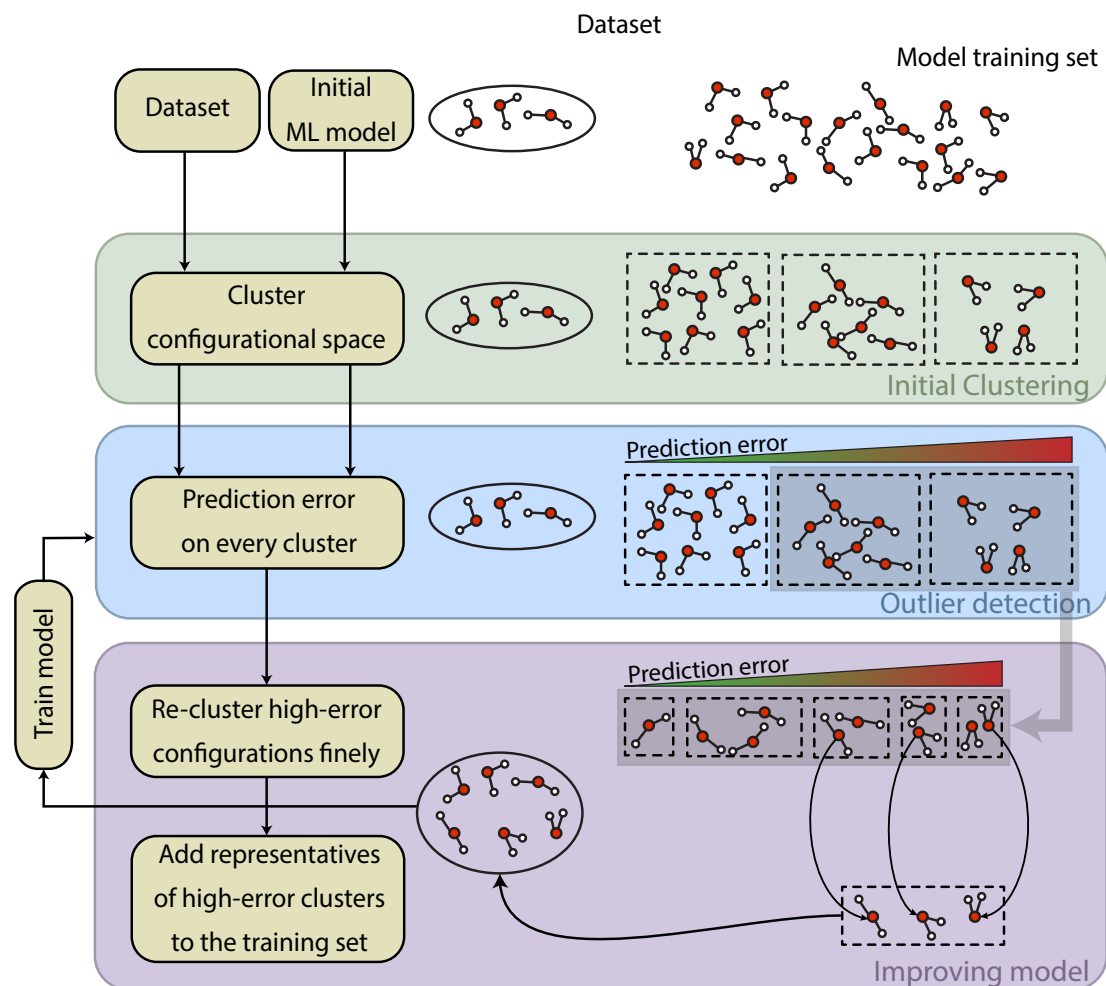 Dataset
Model training set
Dataset
Initial
ML model
Cluster
configurational space
Initial Clustering
Prediction error
Prediction error
on every cluster
Outlier detection
Train model
Prediction error
Re-cluster high-error
configurations finely
Add representatives
of high-error clusters
to the training set
Improving model